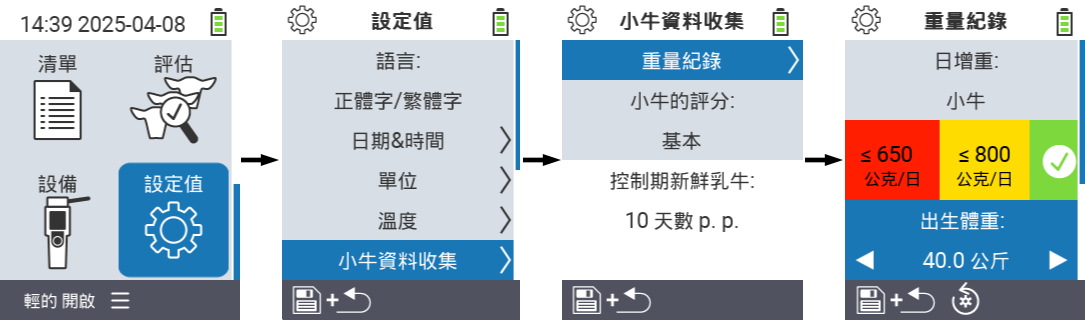 14:39 2025-04-08
清單
評估
設備
設定值
輕的 開啟
設定值
語言:
正體字/繁體字
日期&時間
單位
溫度
小牛資料收集
小牛資料收集
重量紀錄
小牛的評分:
基本
控制期新鮮乳牛:
10 天數 p. p.
重量紀錄
日增重:
小牛
≤ 650
公克/日
≤ 800
公克/日
出生體重:
40.0 公斤